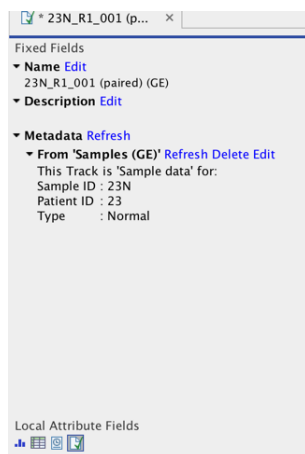 * 23N_R1_001 (p... ×
Fixed Fields
Name Edit
23N_R1_001 (paired) (GE)
Description Edit
Metadata Refresh
From 'Samples (GE)' Refresh Delete Edit
This Track is 'Sample data' for:
Sample ID : 23N
Patient ID : 23
Type : Normal
Local Attribute Fields